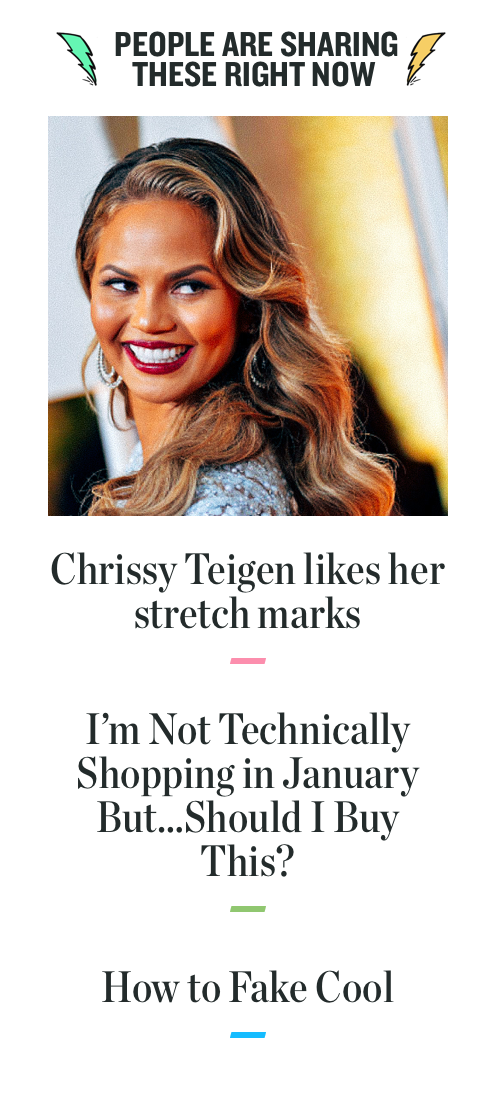 PEOPLE ARE SHARING
THESE RIGHT NOW
Chrissy Teigen likes her
stretch marks
I’m Not Technically
Shopping in January
But...Should I Buy
This?
How to Fake Cool